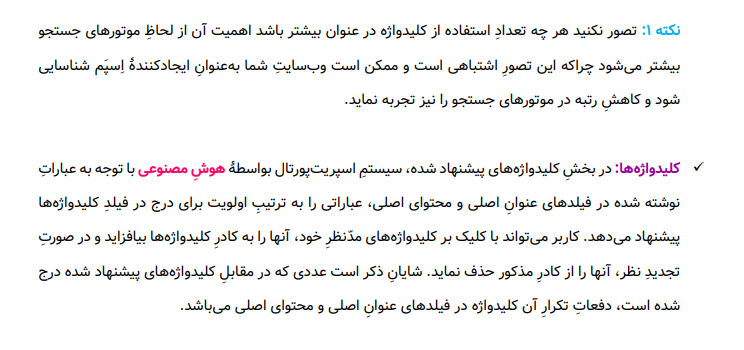 نکته ۱: تصور نکنید هر چه تعدادِ استفاده از کلیدواژه در عنوان بیشتر باشد اهمیت آن از لحاظِ موتورهای جستجو
بیشتر می‌شود چراکه این تصورِ اشتباهی است و ممکن است وب‌سایتِ شما به‌عنوانِ ایجادکنندهٔ اِسپَم شناسایی
شود و کاهشِ رتبه در موتورهای جستجو را نیز تجربه نماید.
✓ کلیدواژه‌ها: در بخشِ کلیدواژه‌های پیشنهاد شده، سیستمِ اسپریت‌پورتال بواسطهٔ هوشِ مصنوعی با توجه به عباراتِ
نوشته شده در فیلدهای عنوانِ اصلی و محتوای اصلی، عباراتی را به ترتیبِ اولویت برای درج در فیلدِ کلیدواژه‌ها
پیشنهاد می‌دهد. کاربر می‌تواند با کلیک بر کلیدواژه‌های مدّنظرِ خود، آنها را به کادرِ کلیدواژه‌ها بیافزاید و در صورتِ
تجدیدِ نظر، آنها را از کادرِ مذکور حذف نماید. شایانِ ذکر است عددی که در مقابلِ کلیدواژه‌های پیشنهاد شده درج
شده است، دفعاتِ تکرارِ آن کلیدواژه در فیلدهای عنوانِ اصلی و محتوای اصلی می‌باشد.